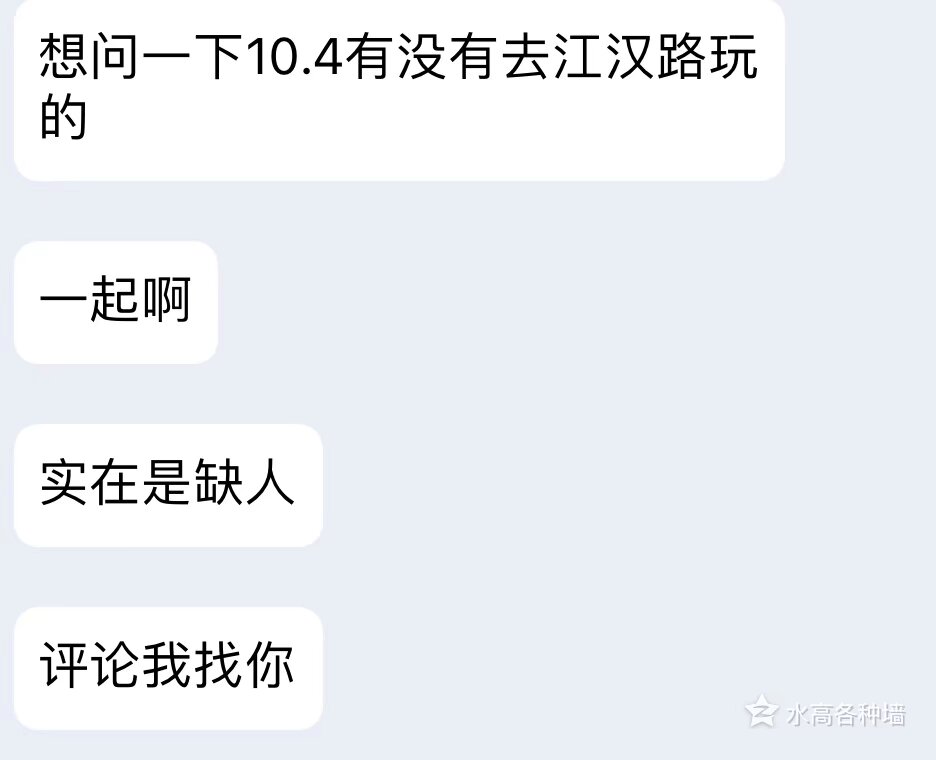 想问一下10.4有没有去江汉路玩
的
一起啊
实在是缺人
评论我找你
水高各种墙